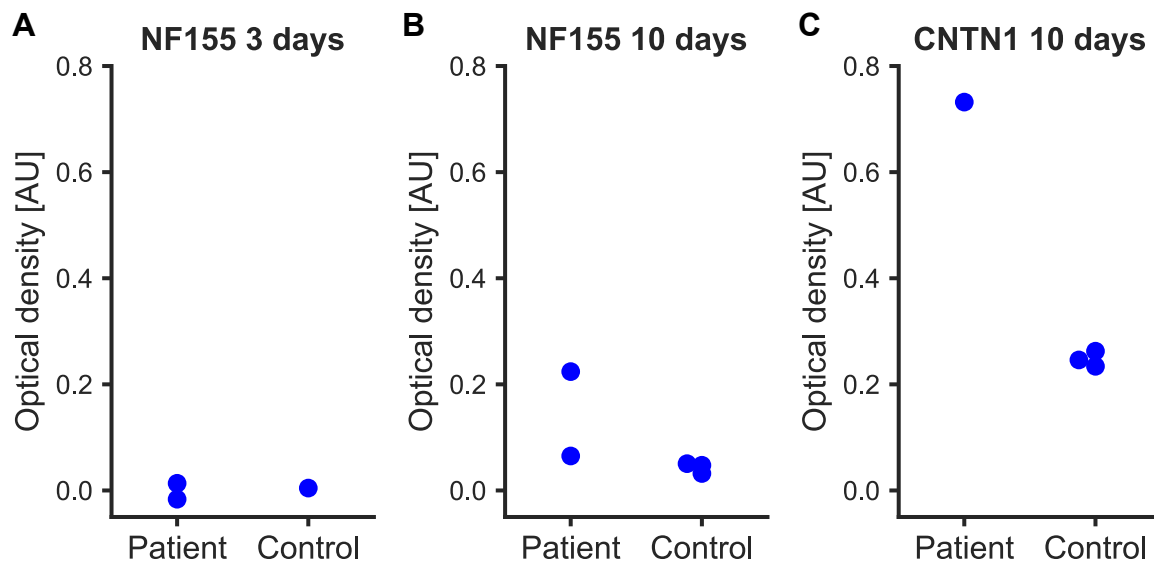 A
NF155 3 days
Optical density [AU]
0.8
0.6
0.4
0.2
0.0
Patient
Control
B
NF155 10 days
Optical density [AU]
0.8
0.6
0.4
0.2
0.0
Patient
Control
C
CNTN1 10 days
Optical density [AU]
0.8
0.6
0.4
0.2
0.0
Patient
Control